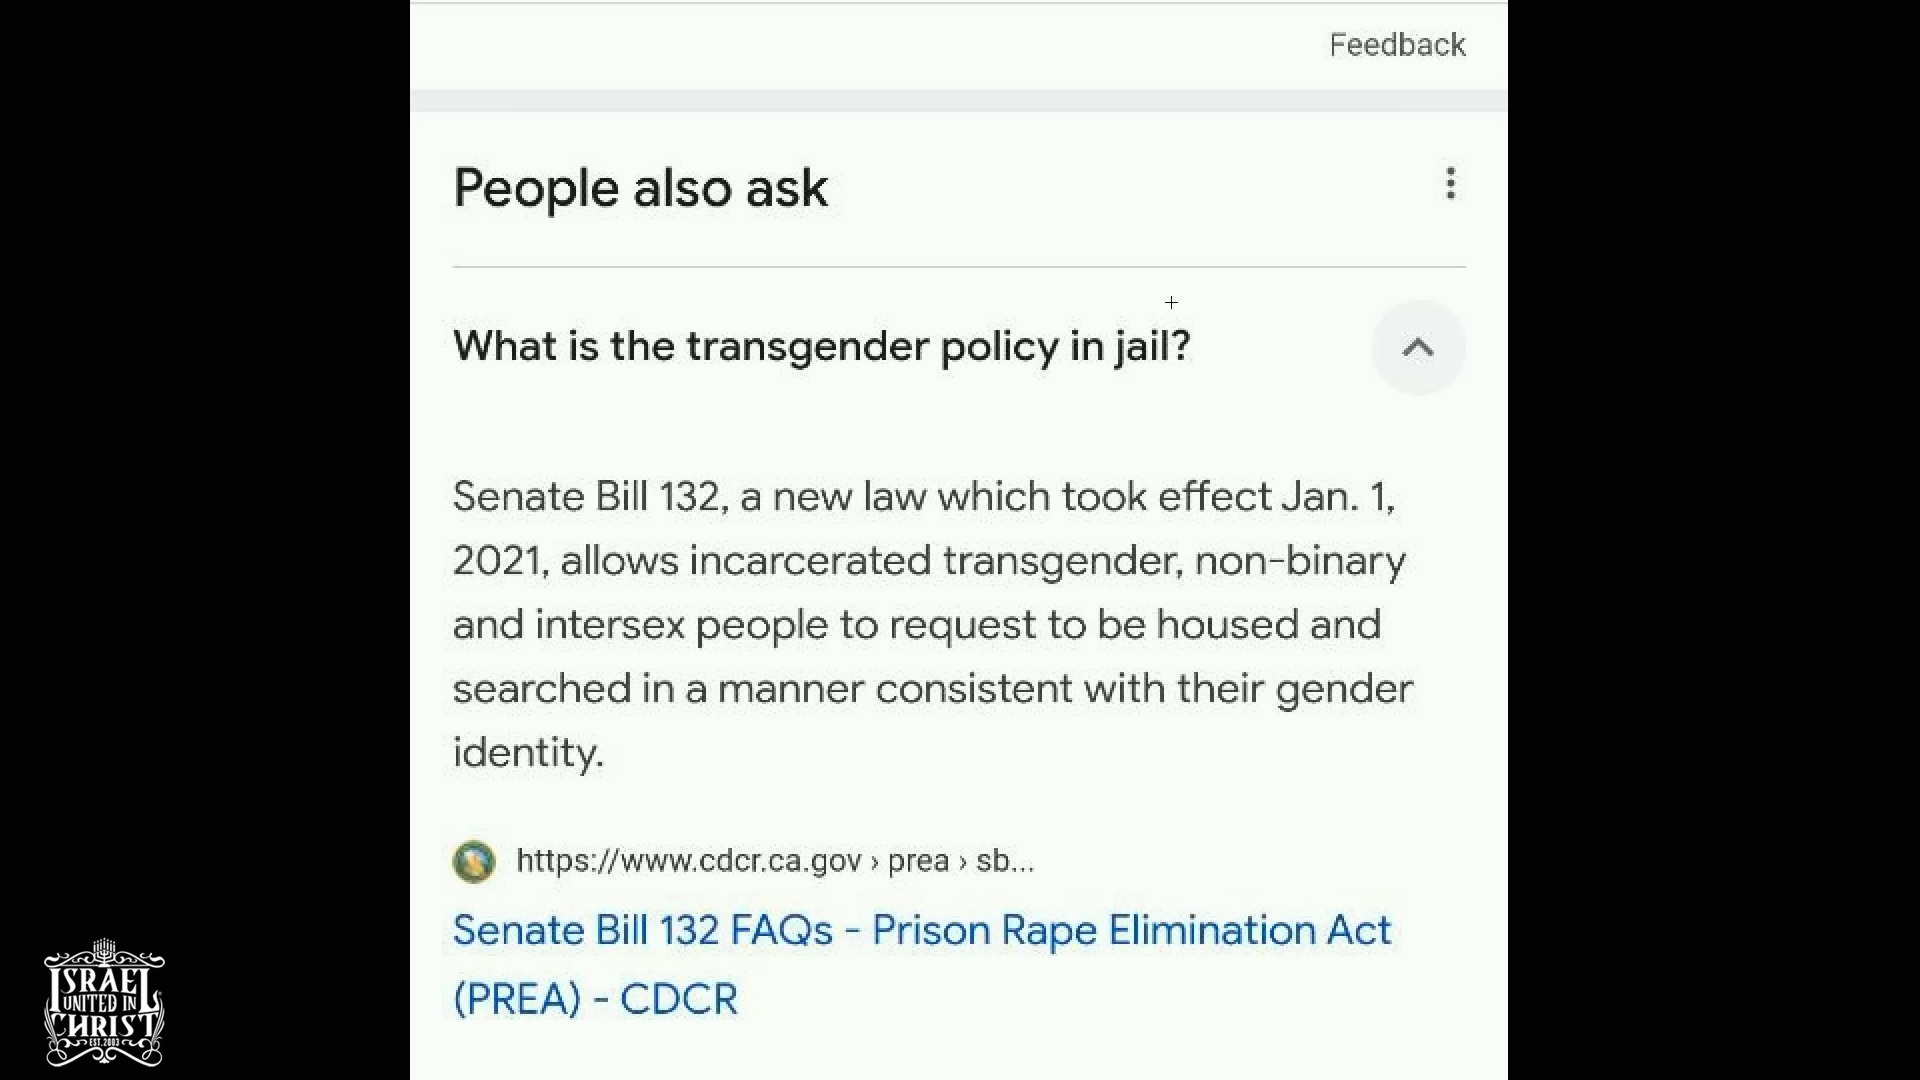 Feedback
People also ask
What is the transgender policy in jail?
Senate Bill 132, a new law which took effect Jan. 1,
2021, allows incarcerated transgender, non-binary
and intersex people to request to be housed and
searched in a manner consistent with their gender
identity.
https://www.cdcr.ca.gov › prea › sb...
Senate Bill 132 FAQs - Prison Rape Elimination Act
(PREA) - CDCR
ISRAEL
UNITED IN
CHRIST
EST. 2003